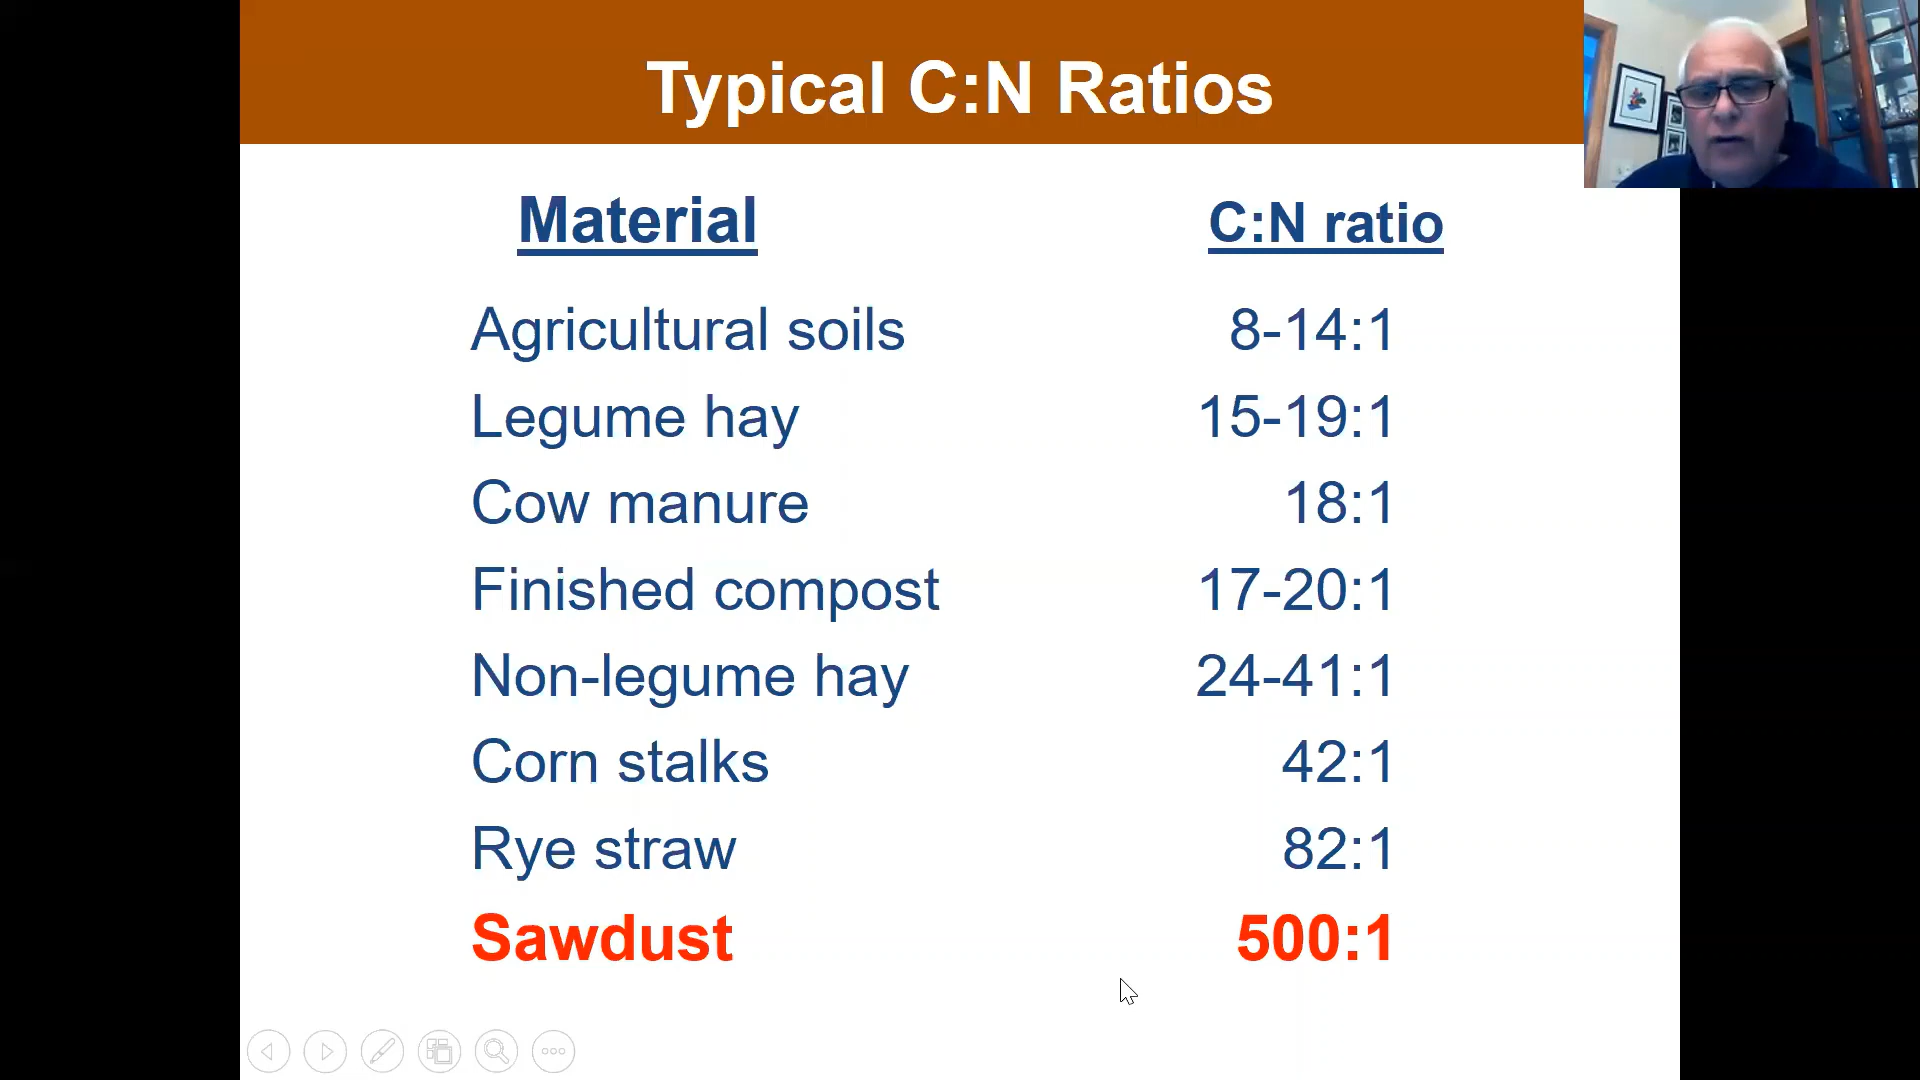 Typical C:N Ratios
Material C:N ratio
Agricultural soils 8-14:1
Legume hay 15-19:1
Cow manure 18:1
Finished compost 17-20:1
Non-legume hay 24-41:1
Corn stalks 42:1
Rye straw 82:1
Sawdust 500:1